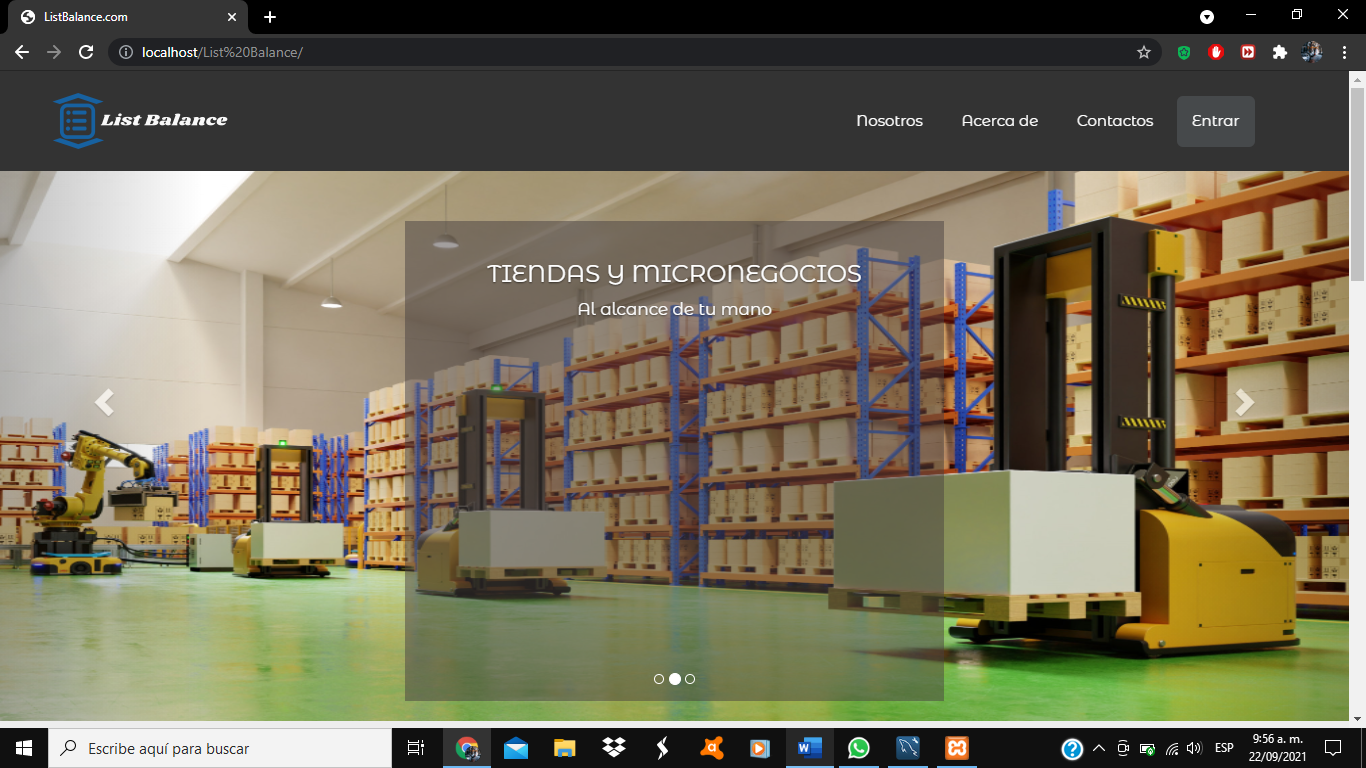 ListBalance.com
localhost/List%20Balance/
List Balance
Nosotros
Acerca de
Contactos
Entrar
TIENDAS Y MICRONEGOCIOS
Al alcance de tu mano
Escribe aquí para buscar
ESP
9:56 a. m.
22/09/2021